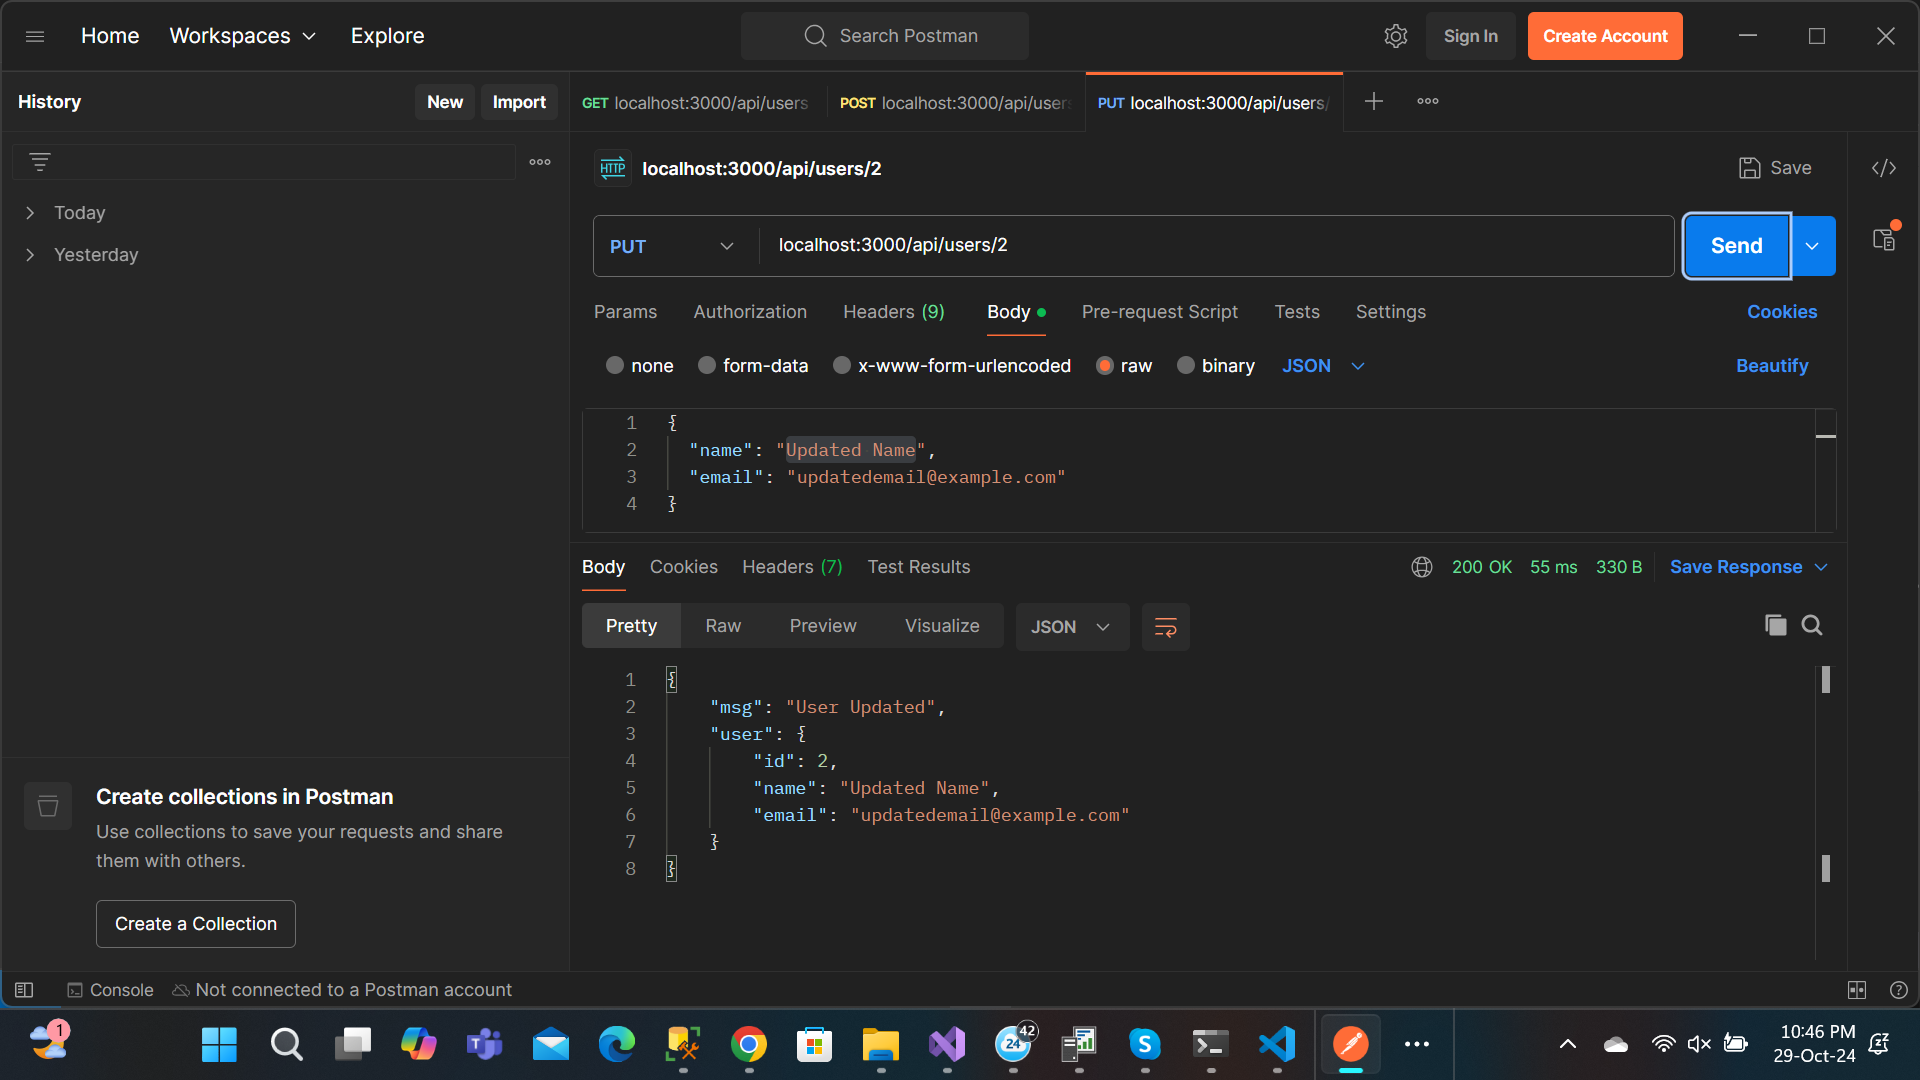 Home Workspaces Explore Search Postman Sign In Create Account
History New Import
GET localhost:3000/api/users POST localhost:3000/api/users PUT localhost:3000/api/users/
HTTP localhost:3000/api/users/2 Save
Today
Yesterday
PUT localhost:3000/api/users/2 Send
Params Authorization Headers (9) Body Pre-request Script Tests Settings Cookies
none form-data x-www-form-urlencoded raw binary JSON Beautify
1 {
2 "name": "Updated Name",
3 "email": "updatedemail@example.com"
4 }
Body Cookies Headers (7) Test Results 200 OK 55 ms 330 B Save Response
Pretty Raw Preview Visualize JSON
1 {
2 "msg": "User Updated",
3 "user": {
4 "id": 2,
5 "name": "Updated Name",
6 "email": "updatedemail@example.com"
7 }
8 }
Create collections in Postman
Use collections to save your requests and share
them with others.
Create a Collection
Console Not connected to a Postman account
1
24
42
10:46 PM
29-Oct-24